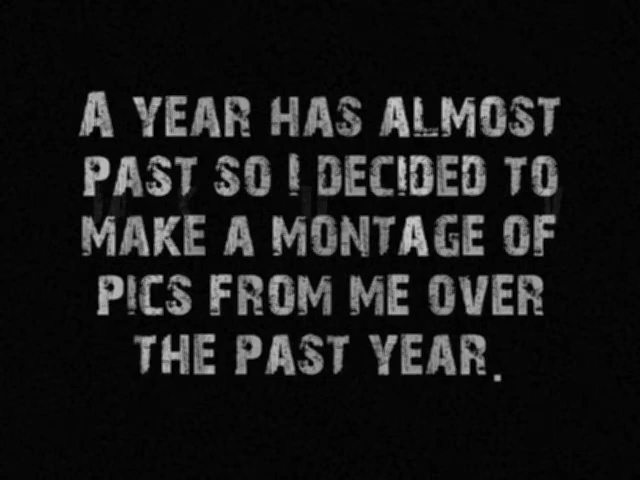 A YEAR HAS ALMOST
PAST SO I DECIDED TO
MAKE A MONTAGE OF
PICS FROM ME OVER
THE PAST YEAR.